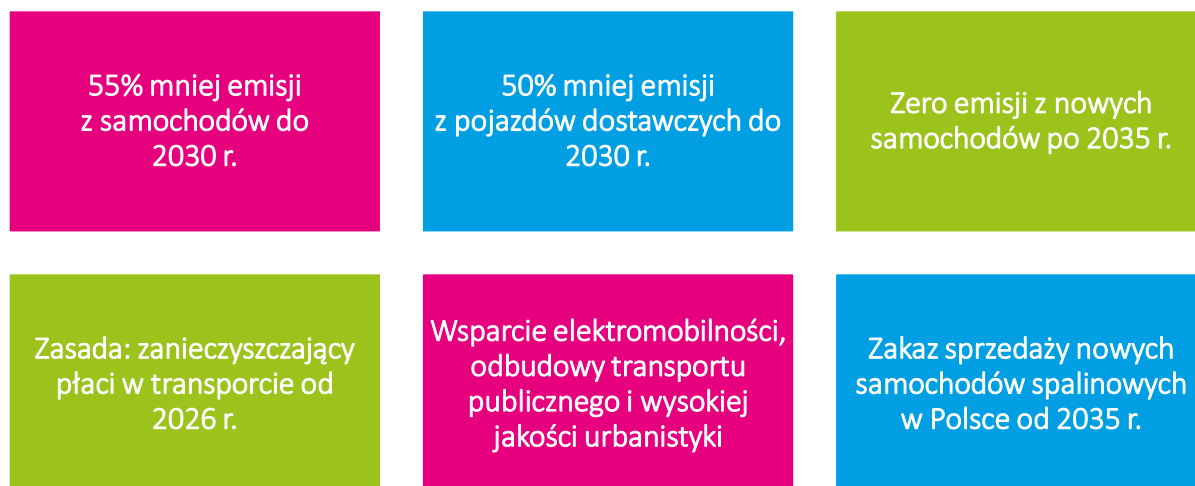 55% mniej emisji
z samochodów do
2030 r.
50% mniej emisji
z pojazdów dostawczych do
2030 r.
Zero emisji z nowych
samochodów po 2035 r.
Zasada: zanieczyszczający
płaci w transporcie od
2026 r.
Wsparcie elektromobilności,
odbudowy transportu
publicznego i wysokiej
jakości urbanistyki
Zakaz sprzedaży nowych
samochodów spalinowych
w Polsce od 2035 r.